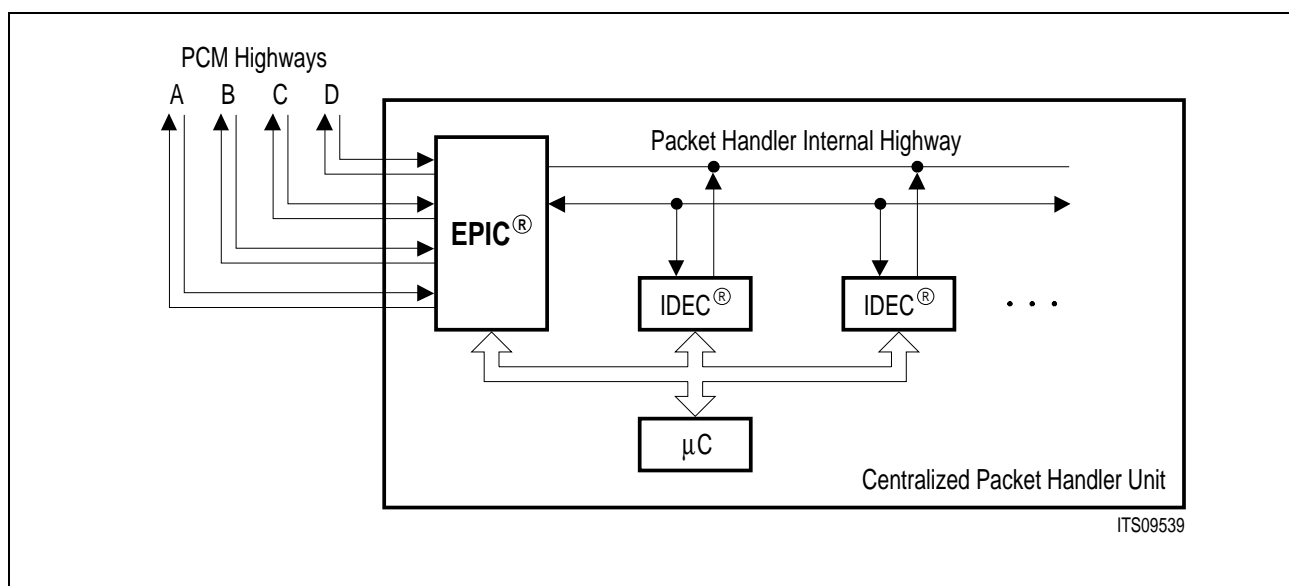 PCM Highways
A B C D
Packet Handler Internal Highway
EPIC®
IDEC® IDEC® . . .
µC
Centralized Packet Handler Unit
ITS09539